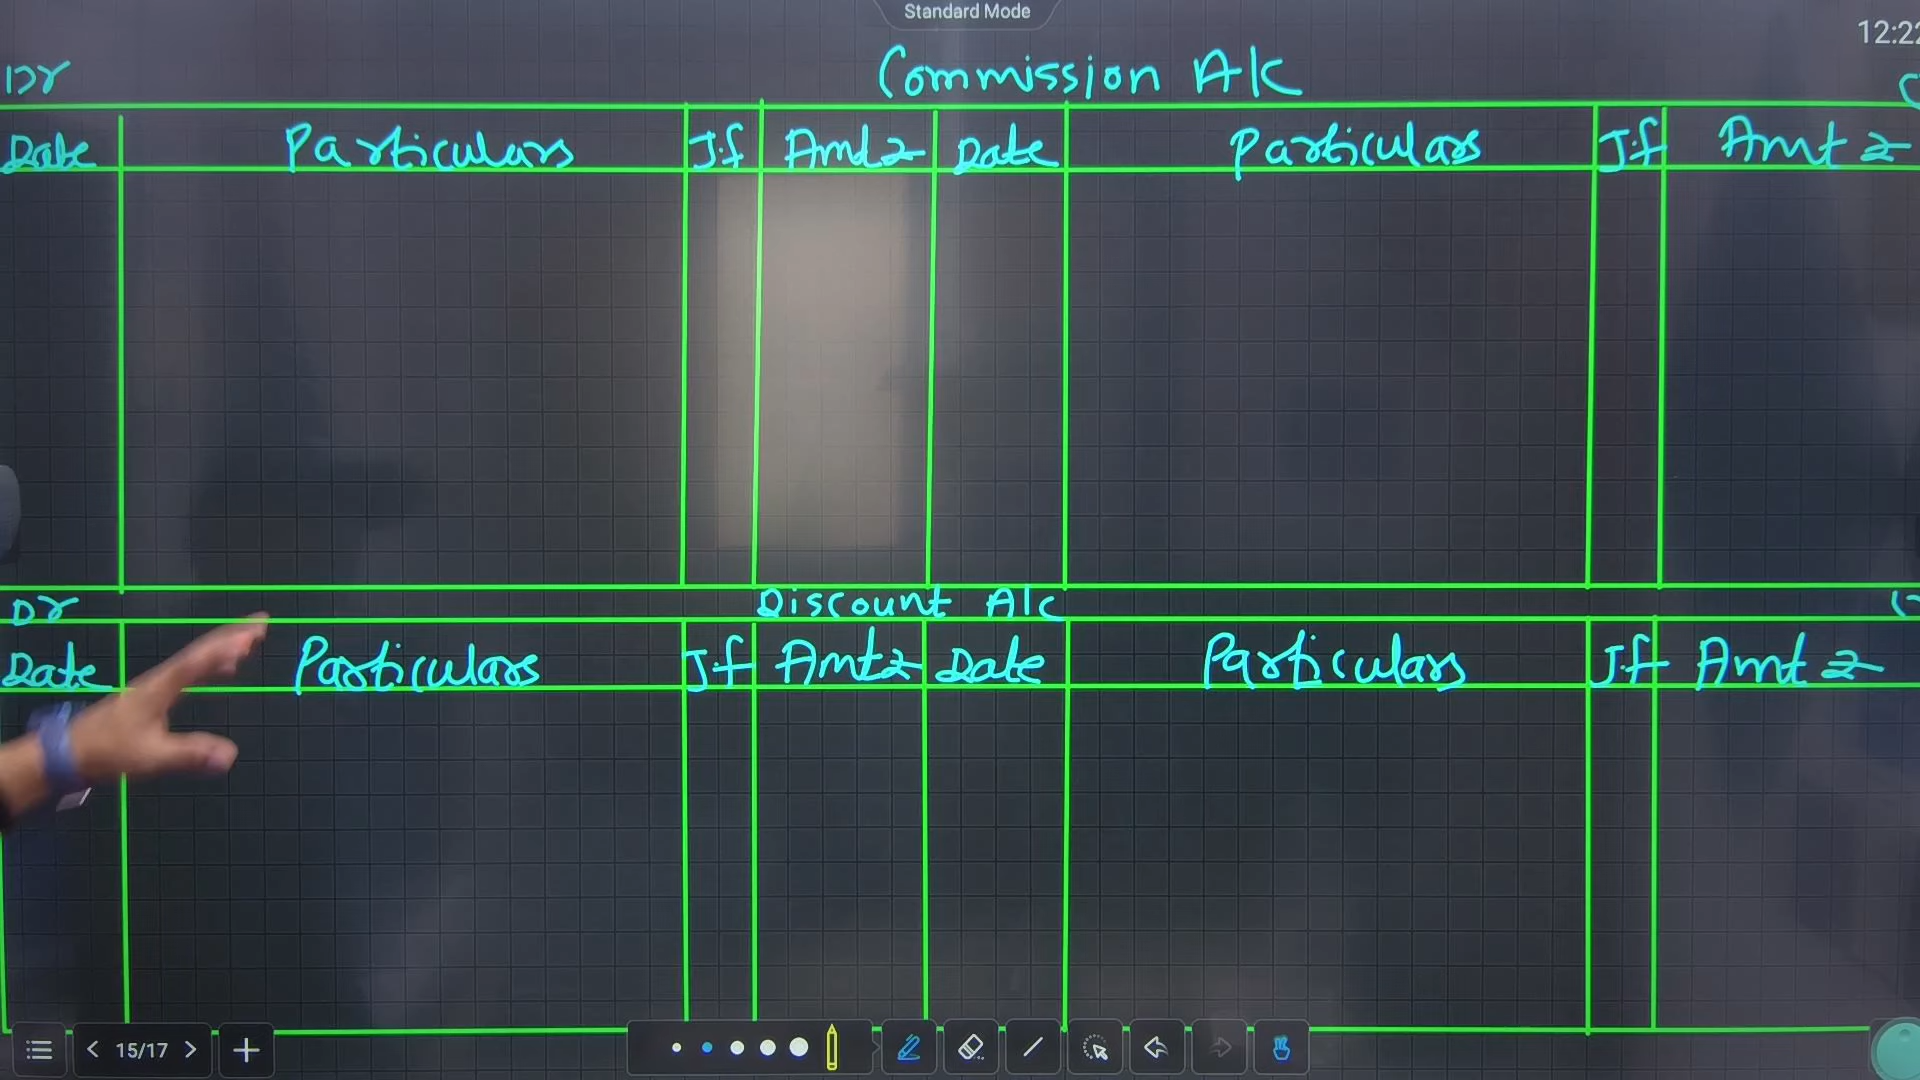 Standard Mode
12:22
Dr Commission A/C
Date Particulars J.f Amt ₹ Date Particulars J.f Amt ₹
Dr Discount A/c
Date Particulars J.f Amt ₹ Date Particulars J.f Amt ₹
15/17